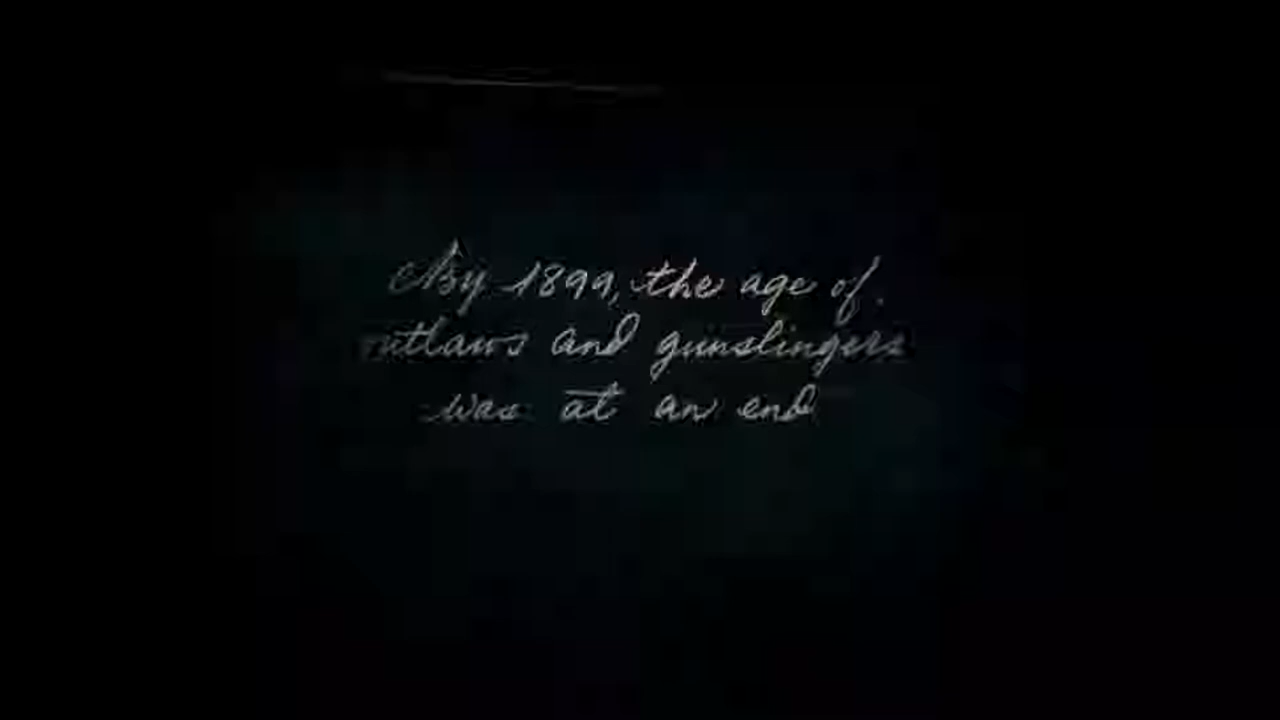 By 1899, the age of
outlaws and gunslingers
was at an end